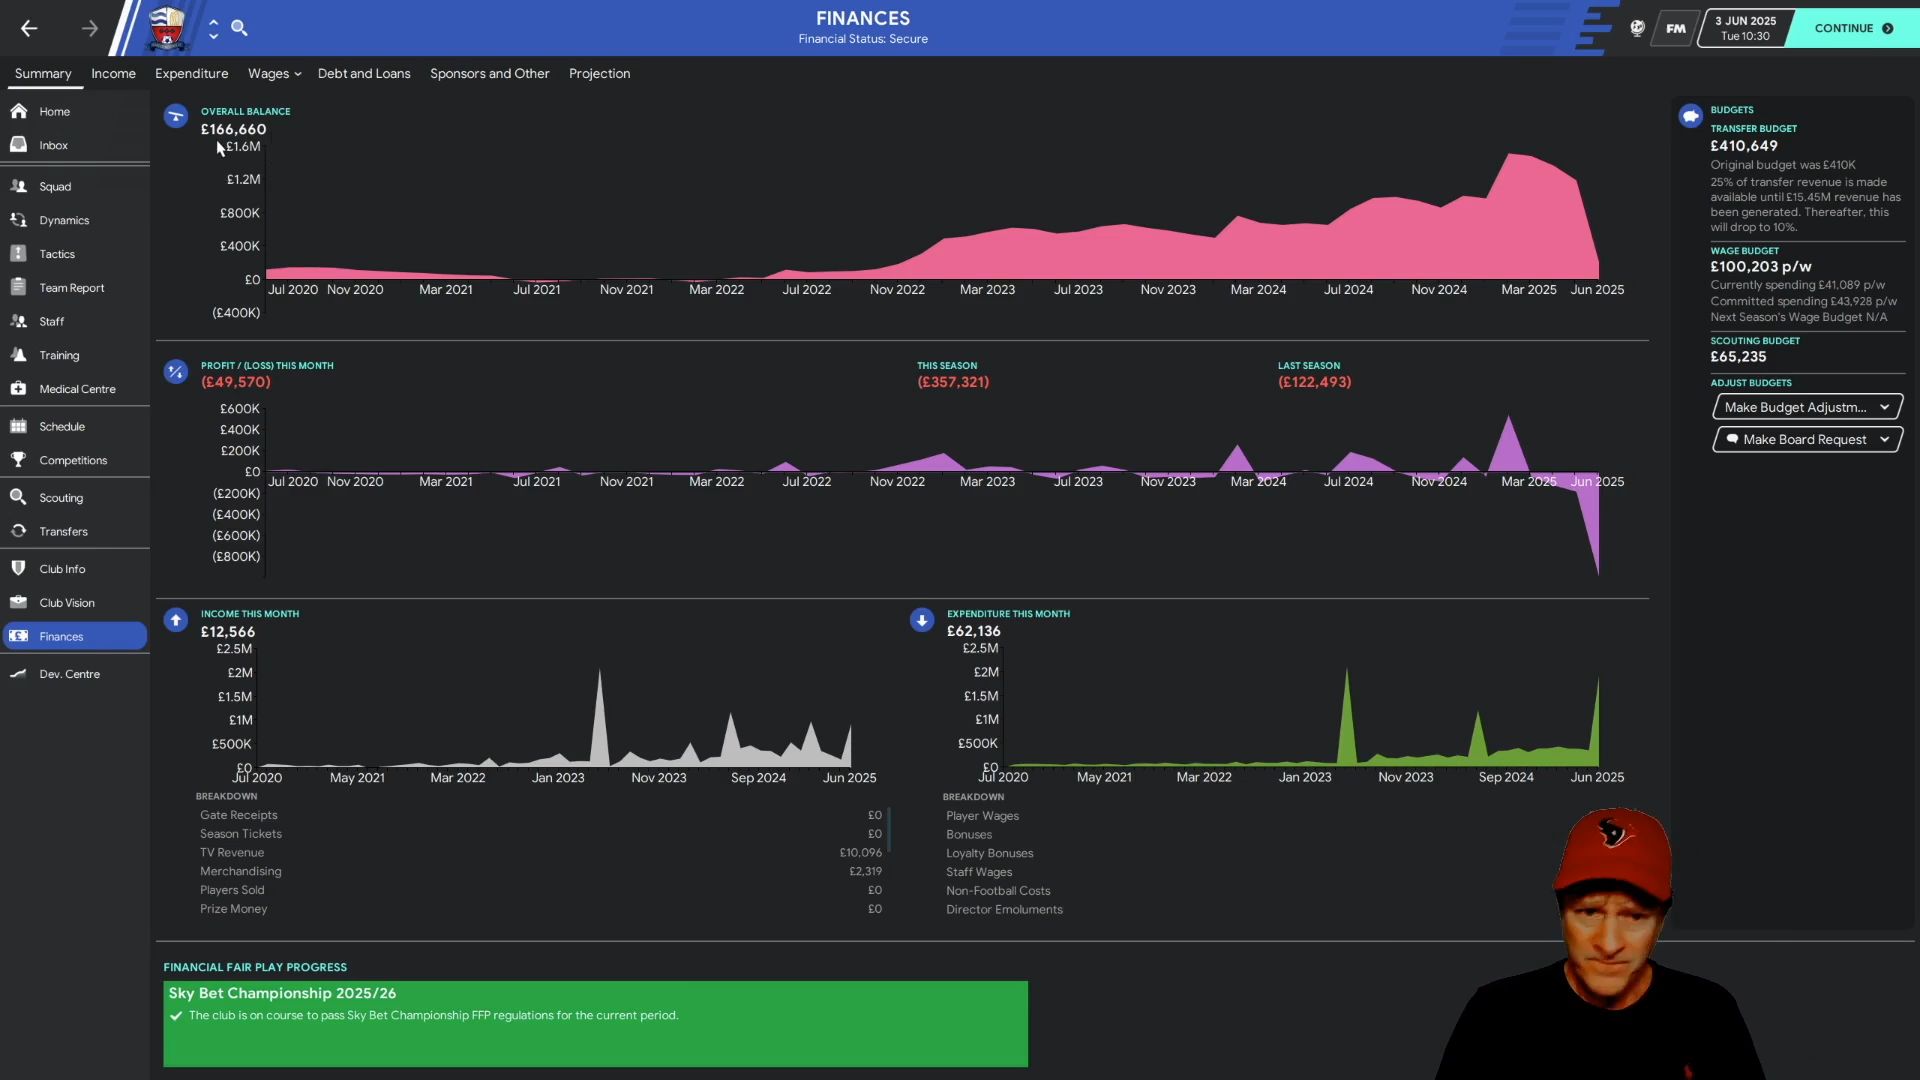 FINANCES
Financial Status: Secure
FM
3 JUN 2025
Tue 10:30
CONTINUE
Summary
Income
Expenditure
Wages
Debt and Loans
Sponsors and Other
Projection
Home
Inbox
Squad
Dynamics
Tactics
Team Report
Staff
Training
Medical Centre
Schedule
Competitions
Scouting
Transfers
Club Info
Club Vision
Finances
Dev. Centre
OVERALL BALANCE
£166,660
£1.6M
£1.2M
£800K
£400K
£0
(£400K)
Jul 2020 Nov 2020 Mar 2021 Jul 2021 Nov 2021 Mar 2022 Jul 2022 Nov 2022 Mar 2023 Jul 2023 Nov 2023 Mar 2024 Jul 2024 Nov 2024 Mar 2025 Jun 2025
PROFIT / (LOSS) THIS MONTH
(£49,570)
THIS SEASON
(£357,321)
LAST SEASON
(£122,493)
£600K
£400K
£200K
£0
(£200K)
(£400K)
(£600K)
(£800K)
Jul 2020 Nov 2020 Mar 2021 Jul 2021 Nov 2021 Mar 2022 Jul 2022 Nov 2022 Mar 2023 Jul 2023 Nov 2023 Mar 2024 Jul 2024 Nov 2024 Mar 2025 Jun 2025
INCOME THIS MONTH
£12,566
£2.5M
£2M
£1.5M
£1M
£500K
£0
Jul 2020 May 2021 Mar 2022 Jan 2023 Nov 2023 Sep 2024 Jun 2025
BREAKDOWN
Gate Receipts £0
Season Tickets £0
TV Revenue £10,096
Merchandising £2,319
Players Sold £0
Prize Money £0
EXPENDITURE THIS MONTH
£62,136
£2.5M
£2M
£1.5M
£1M
£500K
£0
Jul 2020 May 2021 Mar 2022 Jan 2023 Nov 2023 Sep 2024 Jun 2025
BREAKDOWN
Player Wages
Bonuses
Loyalty Bonuses
Staff Wages
Non-Football Costs
Director Emoluments
FINANCIAL FAIR PLAY PROGRESS
Sky Bet Championship 2025/26
The club is on course to pass Sky Bet Championship FFP regulations for the current period.
BUDGETS
TRANSFER BUDGET
£410,649
Original budget was £410K
25% of transfer revenue is made
available until £15.45M revenue has
been generated. Thereafter, this
will drop to 10%.
WAGE BUDGET
£100,203 p/w
Currently spending £41,089 p/w
Committed spending £43,928 p/w
Next Season's Wage Budget N/A
SCOUTING BUDGET
£65,235
ADJUST BUDGETS
Make Budget Adjustm...
Make Board Request